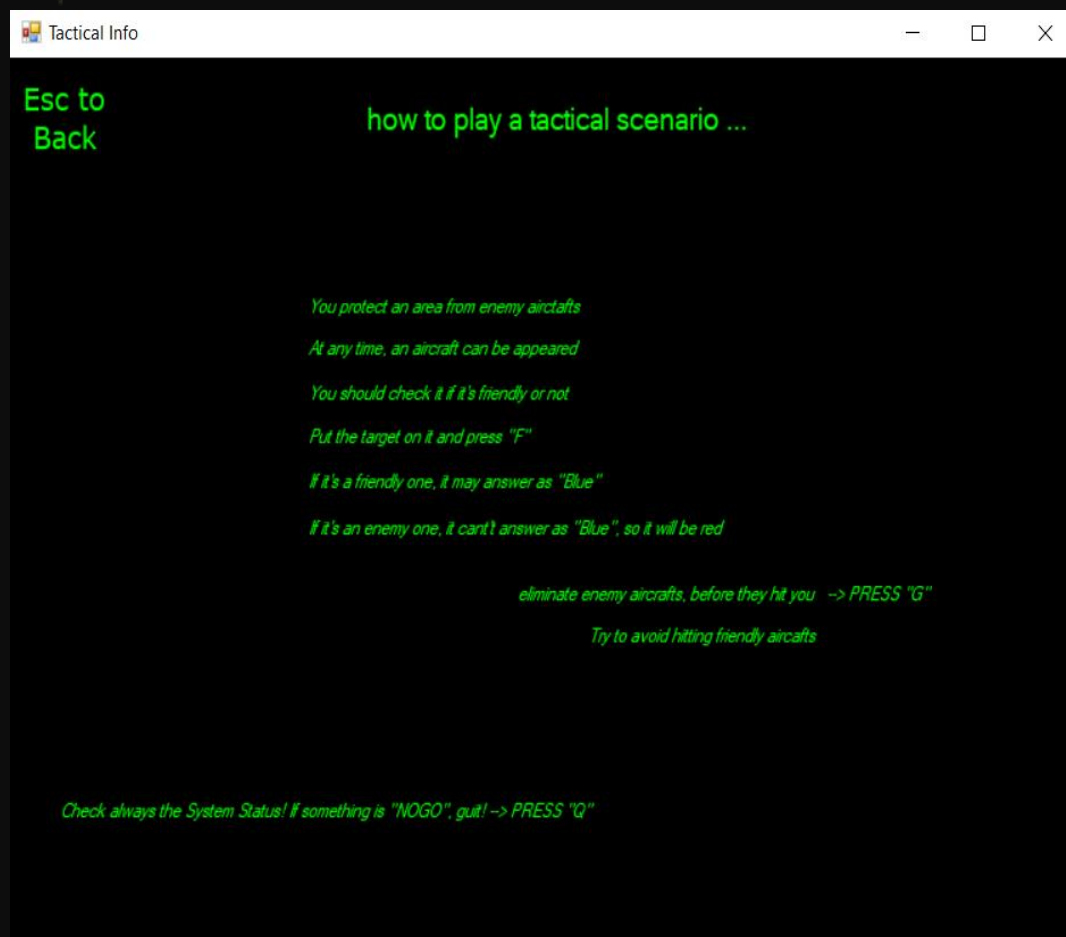 Tactical Info
Esc to
Back
how to play a tactical scenario ...
You protect an area from enemy airctafts
At any time, an aircraft can be appeared
You should check it if it's friendly or not
Put the target on it and press "F"
If it's a friendly one, it may answer as "Blue"
If it's an enemy one, it cant't answer as "Blue", so it will be red
eliminate enemy aircrafts, before they hit you --> PRESS "G"
Try to avoid hitting friendly aircafts
Check always the System Status! If something is "NOGO", guit! --> PRESS "Q"